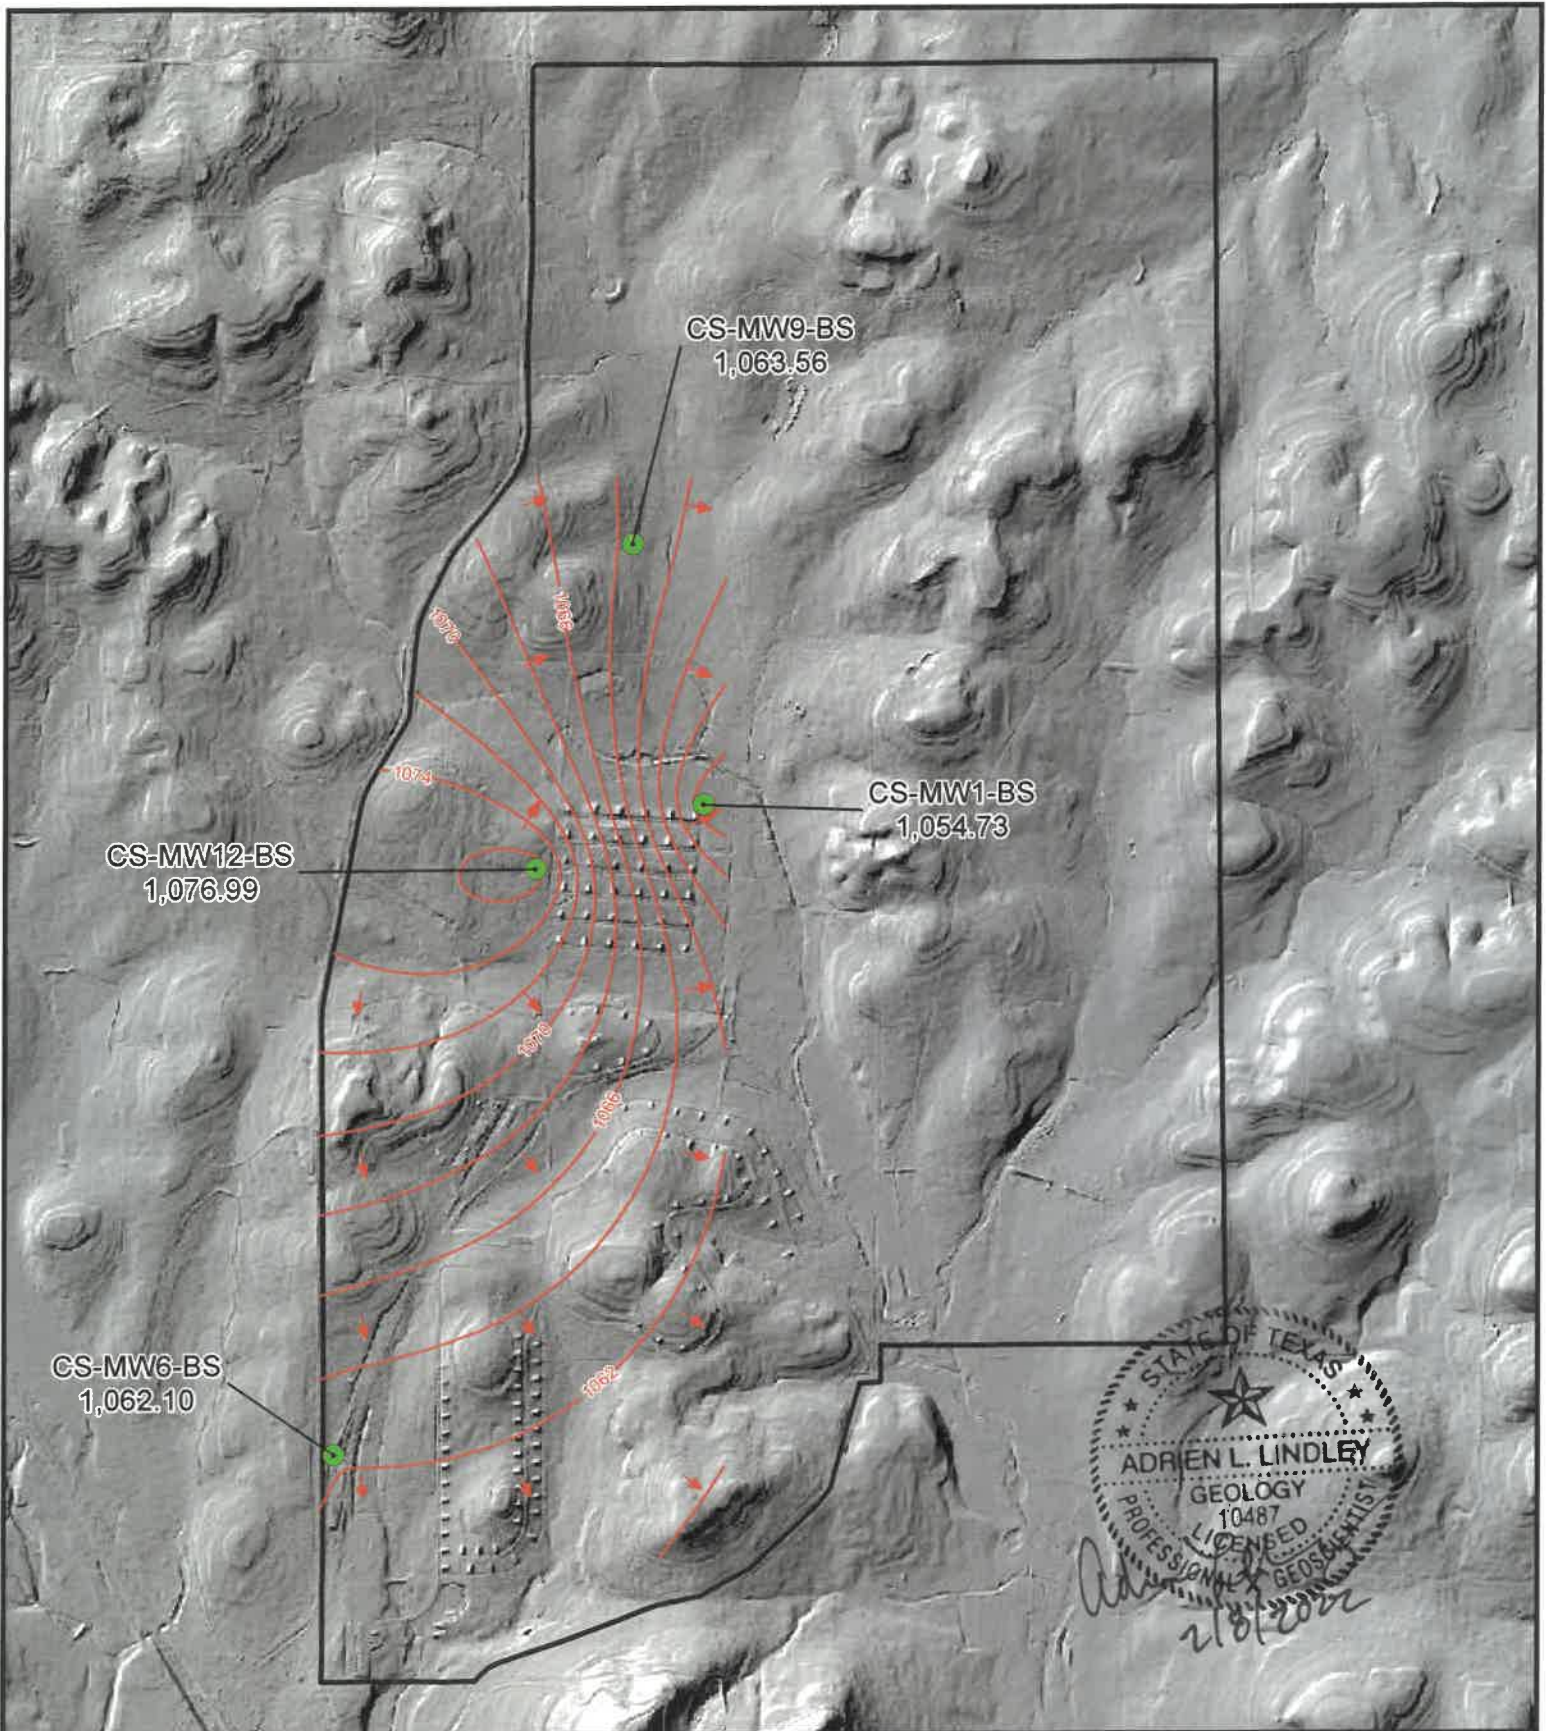 CS-MW9-BS
1,063.56
1070
1066
1074
CS-MW1-BS
1,054.73
CS-MW12-BS
1,076.99
1070
1066
CS-MW6-BS
1,062.10
1062
STATE OF TEXAS
ADRIEN L. LINDLEY
GEOLOGY
10487
LICENSED
PROFESSIONAL GEOSCIENTIST
2/8/2022